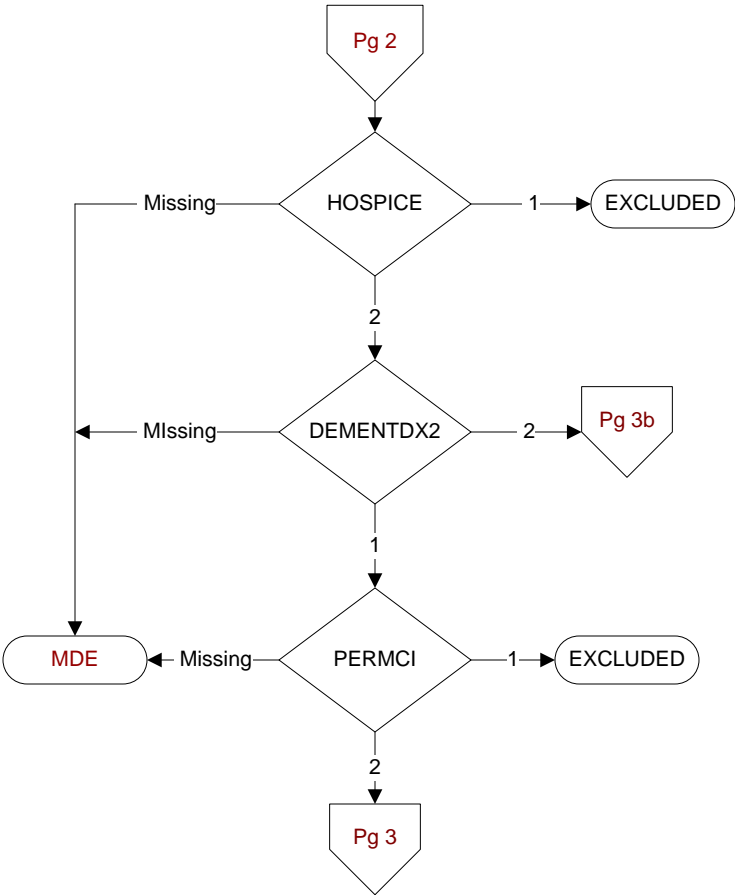 Pg 2
Missing
HOSPICE
1
EXCLUDED
2
MIssing
DEMENTDX2
2
Pg 3b
1
MDE
Missing
PERMCI
1
EXCLUDED
2
Pg 3